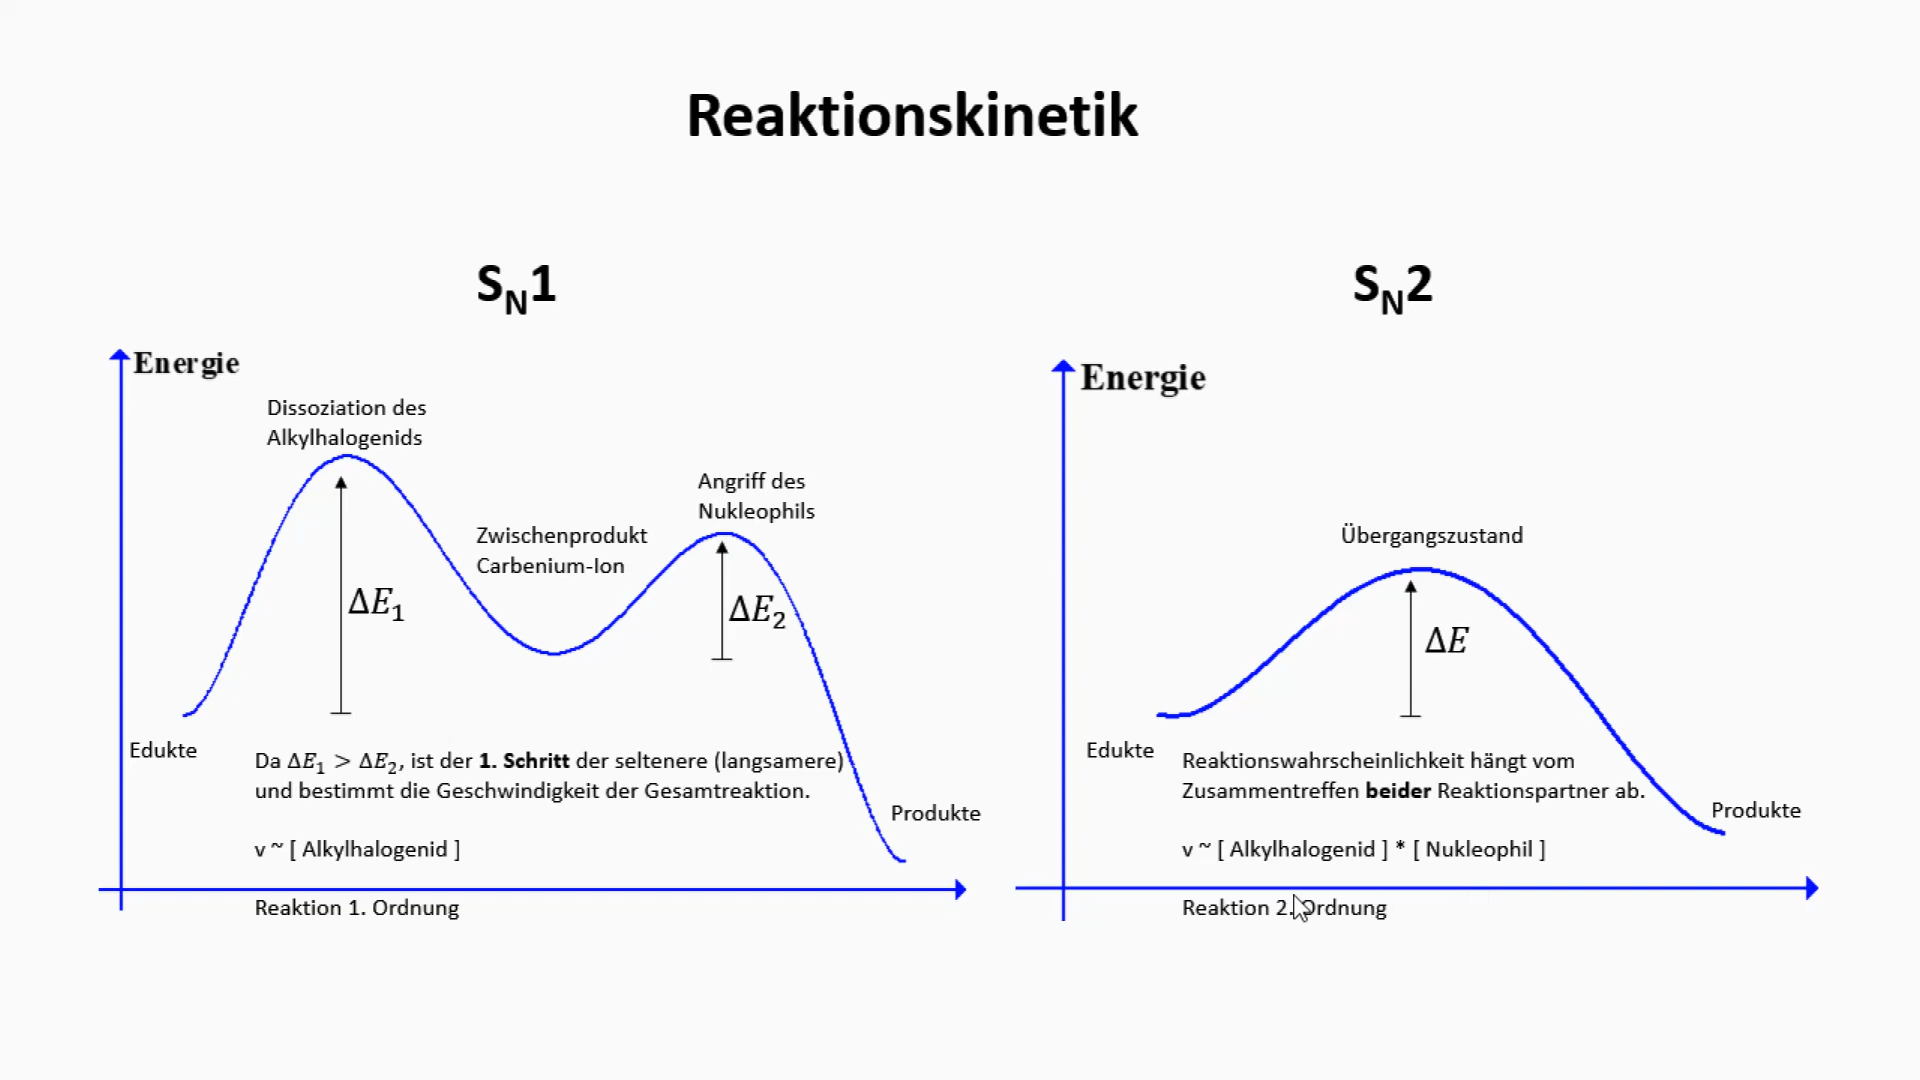 Reaktionskinetik
S_N1
Energie
Dissoziation des
Alkylhalogenids
Angriff des
Nukleophils
Zwischenprodukt
Carbenium-Ion
ΔE₁
ΔE₂
Edukte
Da ΔE₁ > ΔE₂, ist der 1. Schritt der seltenere (langsamere)
und bestimmt die Geschwindigkeit der Gesamtreaktion.
Produkte
v ~ [ Alkylhalogenid ]
Reaktion 1. Ordnung
S_N2
Energie
Übergangszustand
ΔE
Edukte
Reaktionswahrscheinlichkeit hängt vom
Zusammentreffen beider Reaktionspartner ab.
Produkte
v ~ [ Alkylhalogenid ] * [ Nukleophil ]
Reaktion 2. Ordnung